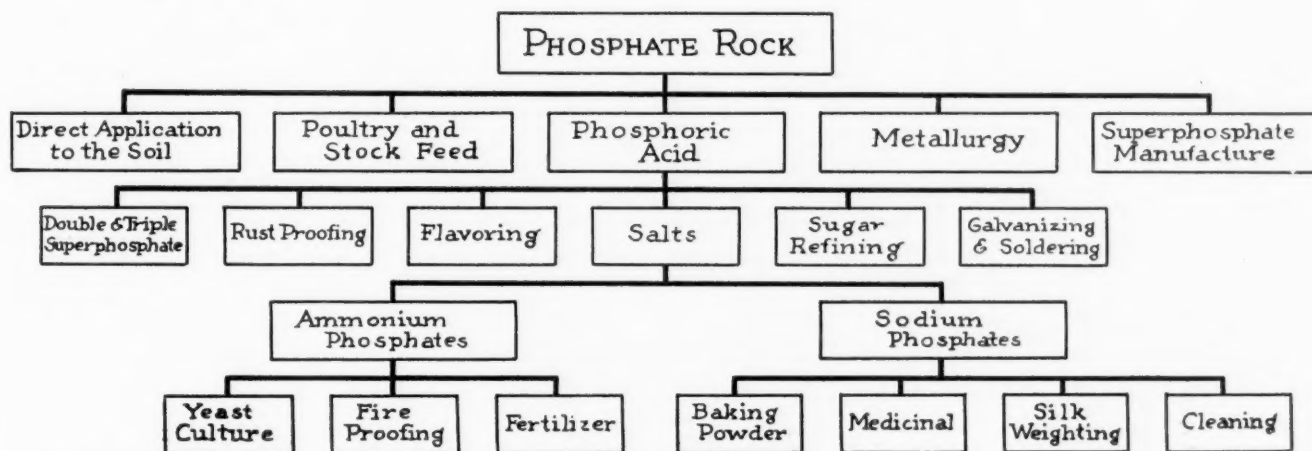 PHOSPHATE ROCK
Direct Application
to the Soil
Poultry and
Stock Feed
Phosphoric
Acid
Metallurgy
Superphosphate
Manufacture
Double & Triple
Superphosphate
Rust Proofing
Flavoring
Salts
Sugar
Refining
Galvanizing
& Soldering
Ammonium
Phosphates
Sodium
Phosphates
Yeast
Culture
Fire
Proofing
Fertilizer
Baking
Powder
Medicinal
Silk
Weighting
Cleaning